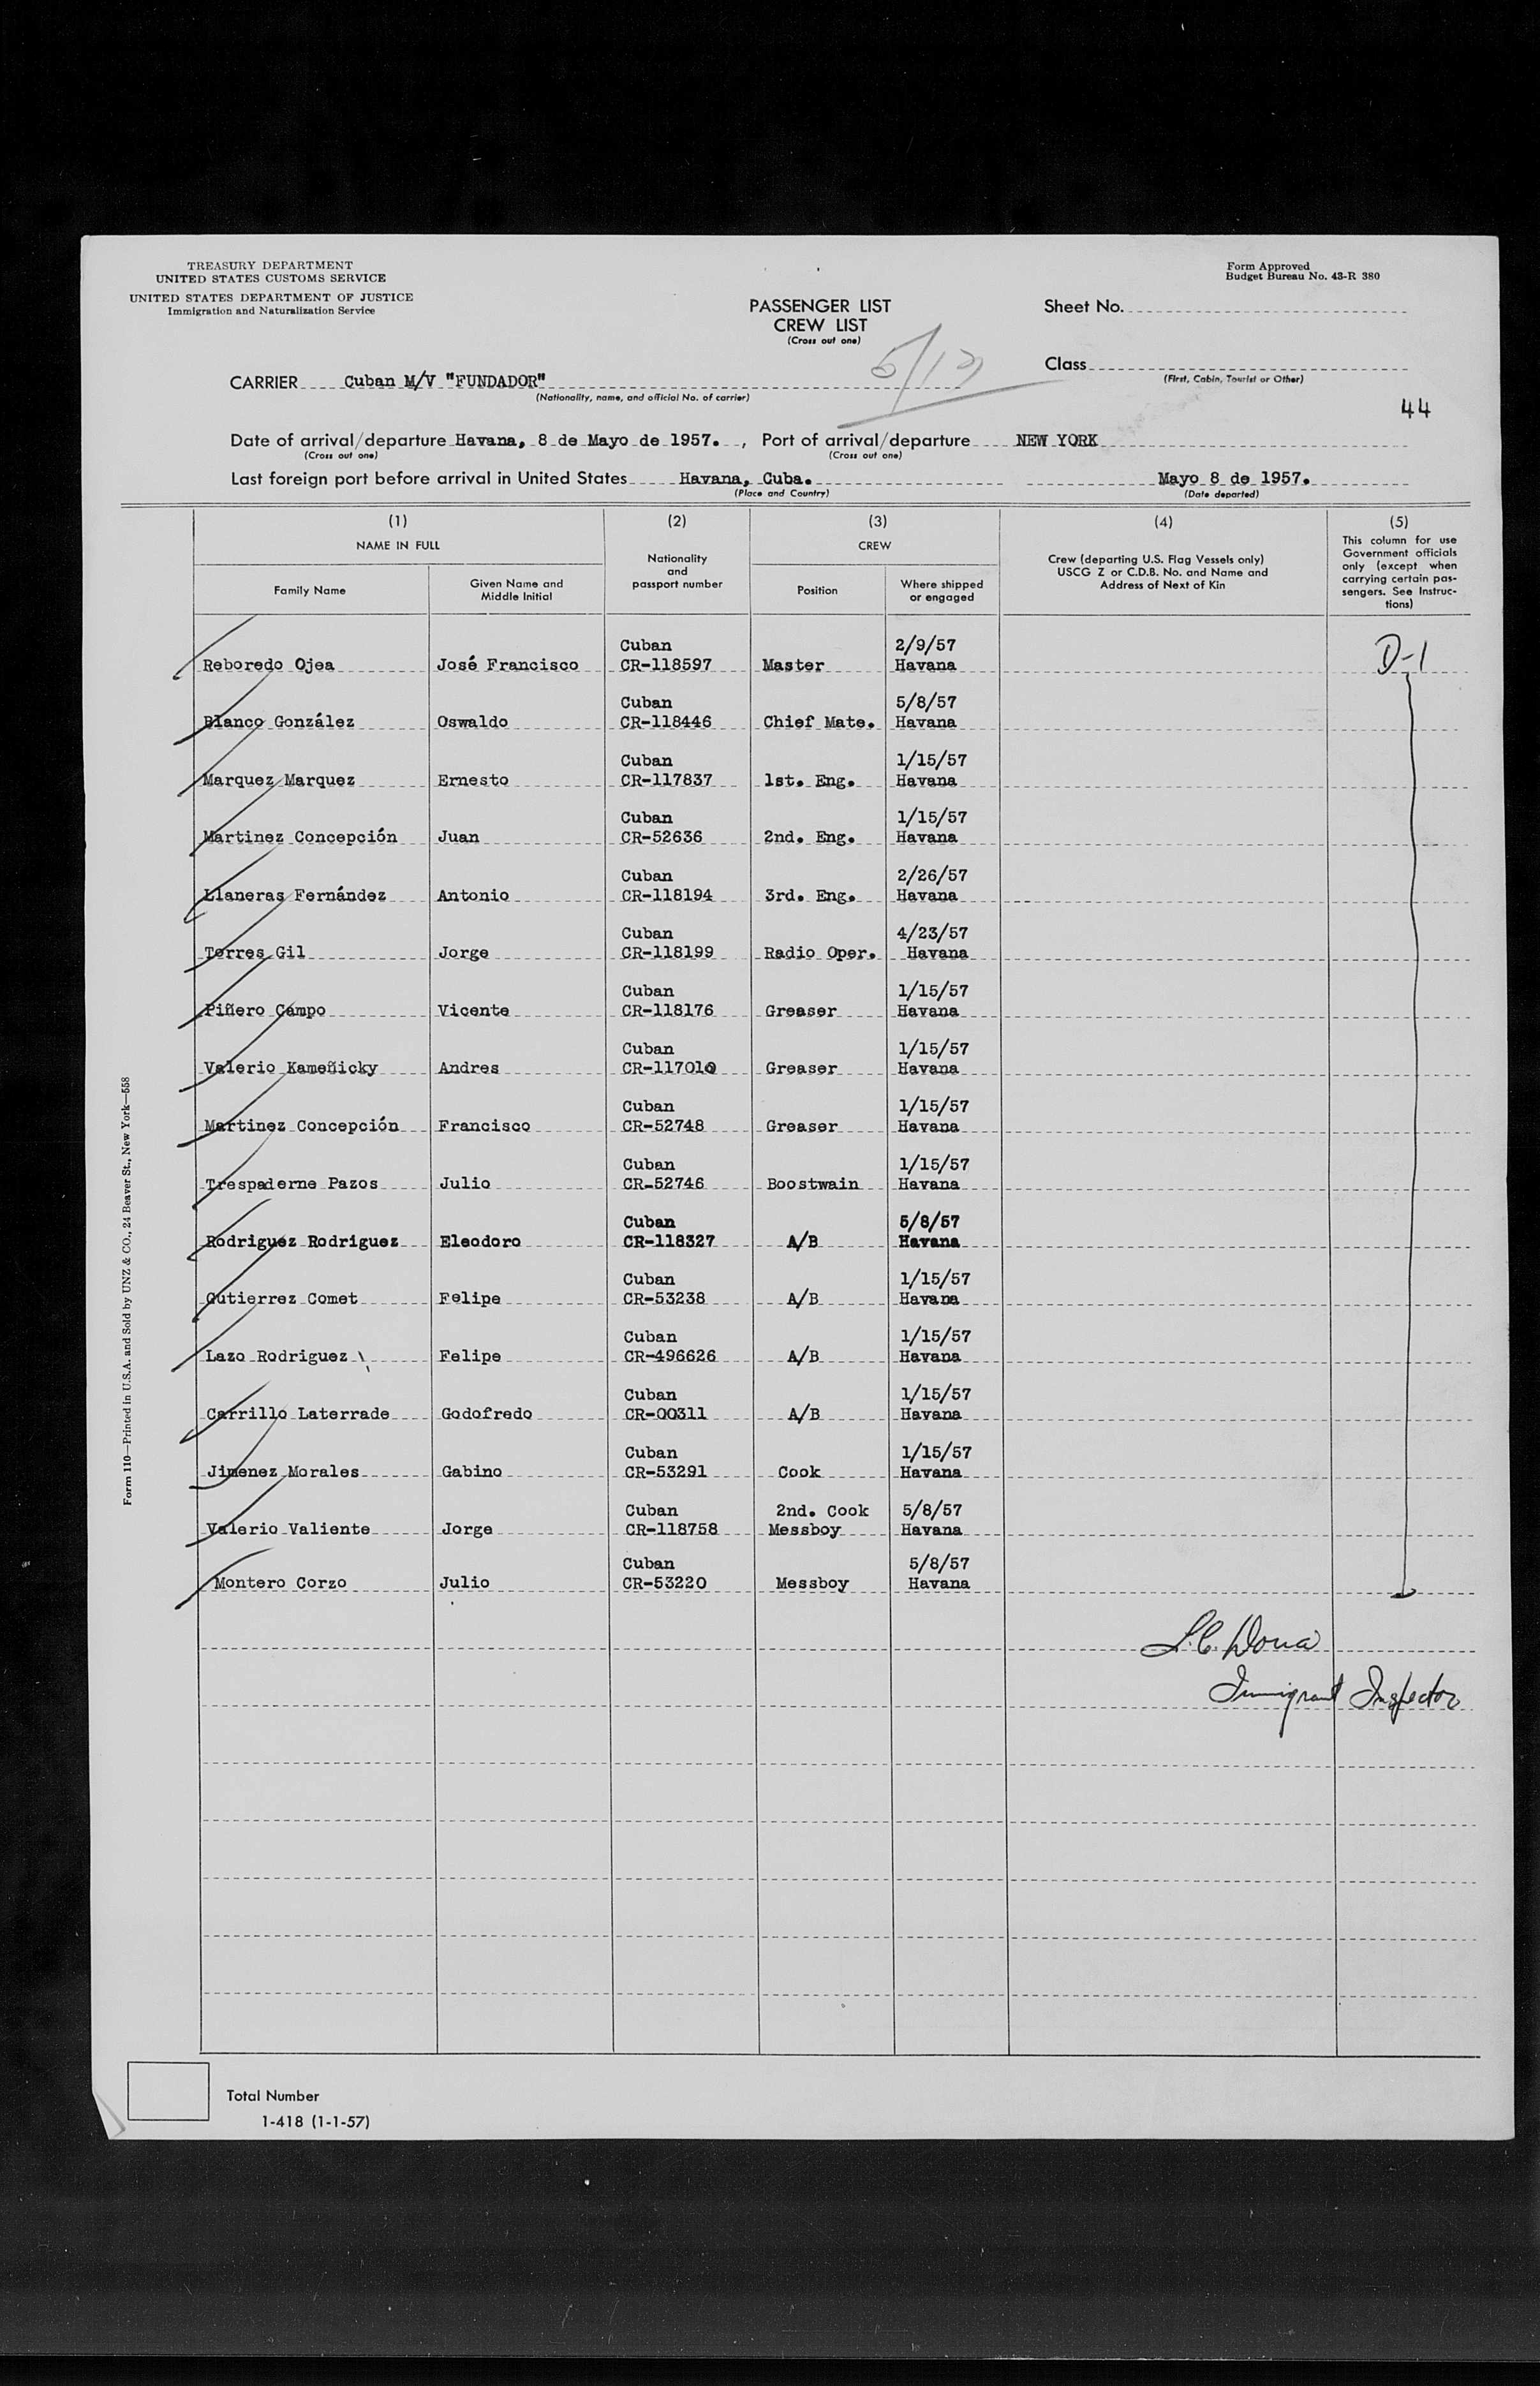 TREASURY DEPARTMENT
UNITED STATES CUSTOMS SERVICE
UNITED STATES DEPARTMENT OF JUSTICE
Immigration and Naturalization Service
Form Approved
Budget Bureau No. 43-R 380
PASSENGER LIST
CREW LIST
(Cross out one)
Sheet No.
Class
(First, Cabin, Tourist or Other)
CARRIER Cuban M/V "FUNDADOR"
(Nationality, name, and official No. of carrier)
44
Date of arrival/departure Havana, 8 de Mayo de 1957. , Port of arrival/departure NEW YORK
(Cross out one) (Cross out one)
Last foreign port before arrival in United States Havana, Cuba. Mayo 8 de 1957.
(Place and Country) (Date departed)
(1) (2) (3) (4) (5)
NAME IN FULL
Family Name
Given Name and Middle Initial
Nationality and passport number
CREW
Position
Where shipped or engaged
Crew (departing U.S. Flag Vessels only)
USCG Z or C.D.B. No. and Name and
Address of Next of Kin
This column for use
Government officials
only (except when
carrying certain pas-
sengers. See Instruc-
tions)
Cuban 2/9/57
Reboredo Ojea José Francisco CR-118597 Master Havana D-1
Cuban 5/8/57
Blanco González Oswaldo CR-118446 Chief Mate. Havana
Cuban 1/15/57
Marquez Marquez Ernesto CR-117837 1st. Eng. Havana
Cuban 1/15/57
Martinez Concepción Juan CR-52636 2nd. Eng. Havana
Cuban 2/26/57
Llaneras Fernández Antonio CR-118194 3rd. Eng. Havana
Cuban 4/23/57
Torres Gil Jorge CR-118199 Radio Oper. Havana
Cuban 1/15/57
Piñero Campo Vicente CR-118176 Greaser Havana
Cuban 1/15/57
Valerio Kameñicky Andres CR-117010 Greaser Havana
Cuban 1/15/57
Martinez Concepción Francisco CR-52748 Greaser Havana
Cuban 1/15/57
Trespaderne Pazos Julio CR-52746 Boostwain Havana
Cuban 5/8/57
Rodriguez Rodriguez Eleodoro CR-118327 A/B Havana
Cuban 1/15/57
Gutierrez Comet Felipe CR-53238 A/B Havana
Cuban 1/15/57
Lazo Rodriguez Felipe CR-496626 A/B Havana
Cuban 1/15/57
Carrillo Laterrade Godofredo CR-00311 A/B Havana
Cuban 1/15/57
Jimenez Morales Gabino CR-53291 Cook Havana
Cuban 2nd. Cook 5/8/57
Valerio Valiente Jorge CR-118758 Messboy Havana
Cuban 5/8/57
Montero Corzo Julio CR-53220 Messboy Havana
Immigrant Inspector
Form 110—Printed in U.S.A. and Sold by UNZ & CO., 24 Beaver St., New York—558
Total Number
1-418 (1-1-57)